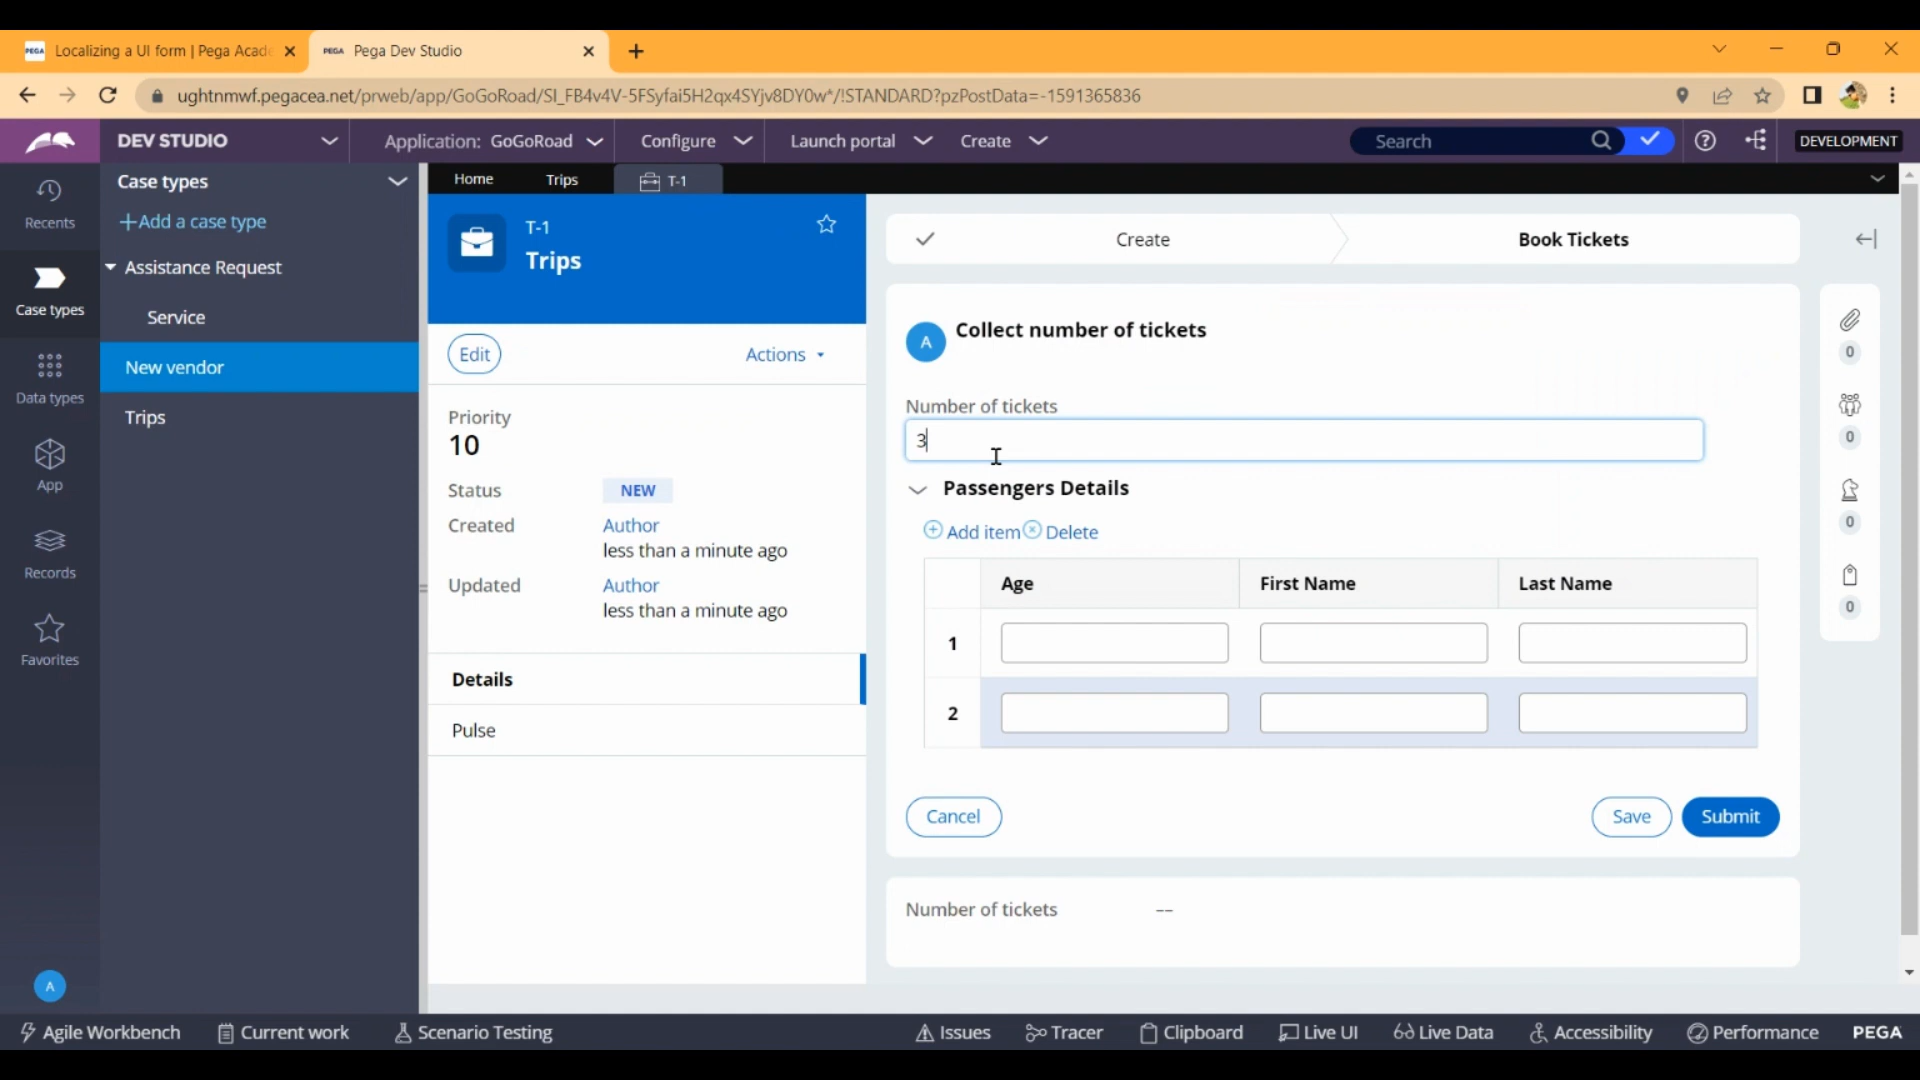 PEGA Localizing a UI form | Pega Acade
PEGA Pega Dev Studio
ughtnmwf.pegacea.net/prweb/app/GoGoRoad/SI_FB4v4V-5FSyfai5H2qx4SYjv8DY0w*/!STANDARD?pzPostData=-1591365836
DEV STUDIO
Application: GoGoRoad
Configure
Launch portal
Create
Search
DEVELOPMENT
Recents
Case types
Data types
App
Records
Favorites
A
Case types
+Add a case type
Assistance Request
Service
New vendor
Trips
Home
Trips
T-1
T-1
Trips
Edit
Actions
Priority
10
Status NEW
Created Author
less than a minute ago
Updated Author
less than a minute ago
Details
Pulse
Create
Book Tickets
A Collect number of tickets
Number of tickets
3
Passengers Details
Add item Delete
Age First Name Last Name
1
2
Cancel
Save
Submit
Number of tickets --
0
0
0
0
Agile Workbench
Current work
Scenario Testing
Issues
Tracer
Clipboard
Live UI
Live Data
Accessibility
Performance
PEGA